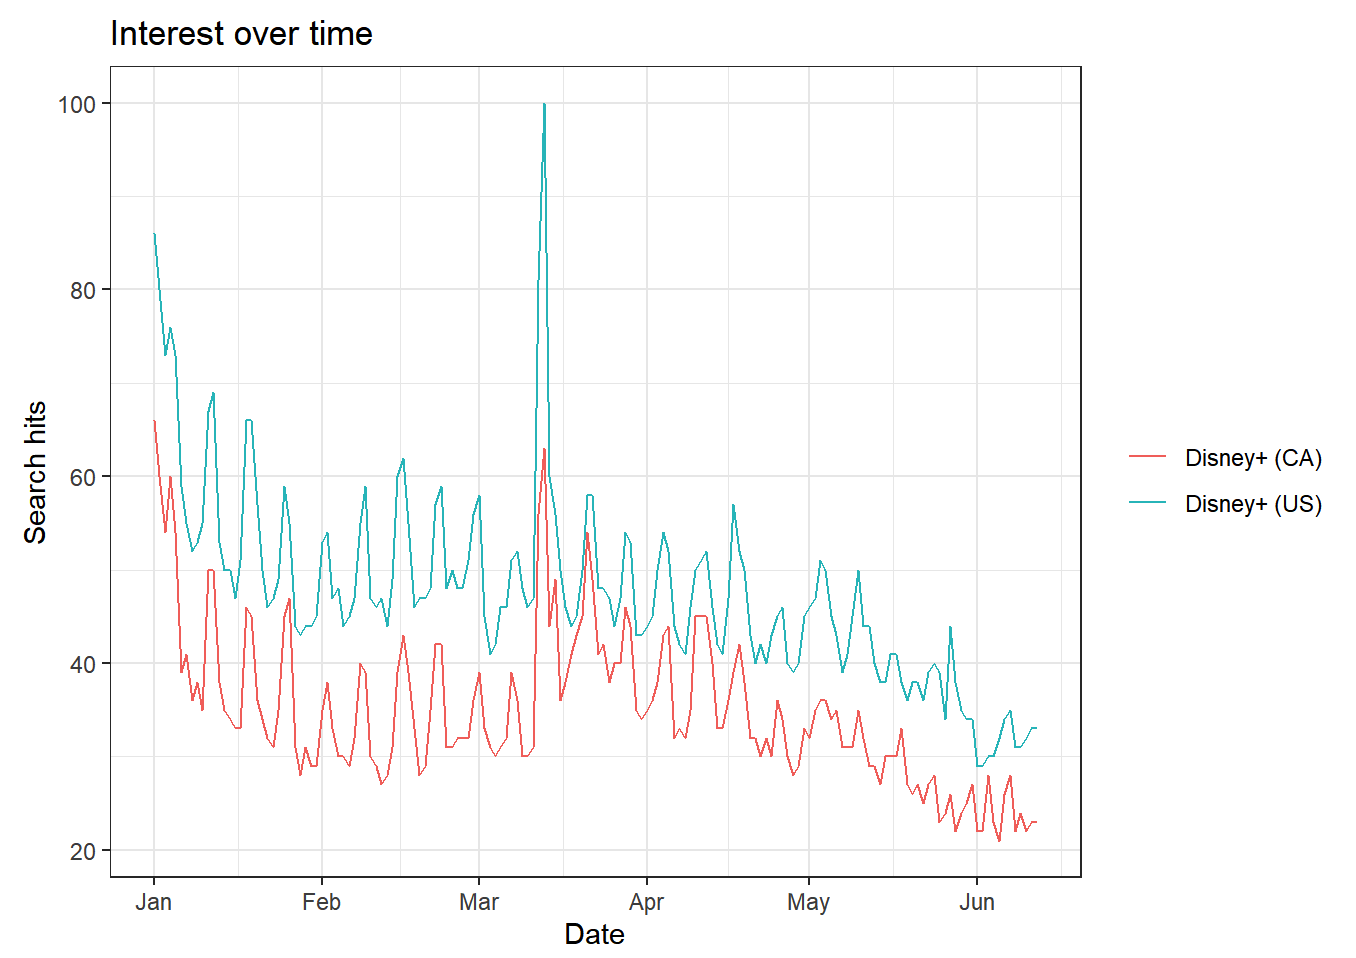 Interest over time
100
80
60
40
20
Search hits
Jan Feb Mar Apr May Jun
Date
Disney+ (CA)
Disney+ (US)